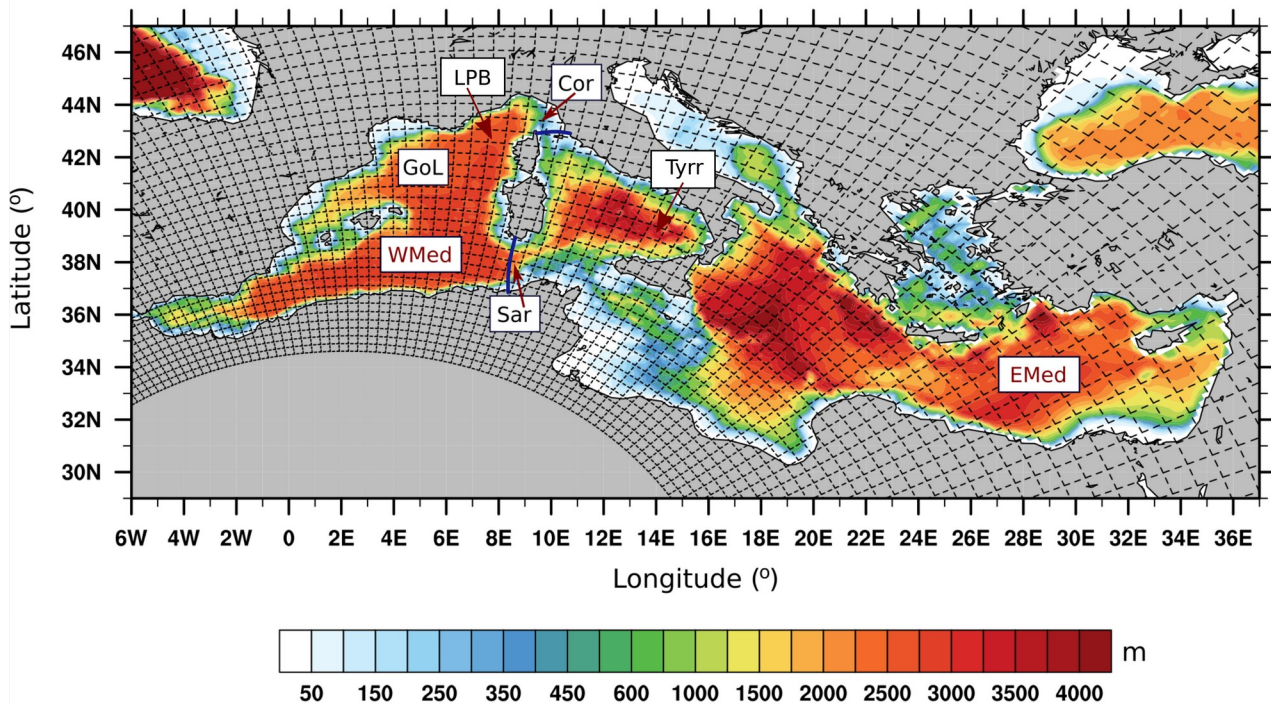 46N
44N
42N
40N
38N
36N
34N
32N
30N
Latitude (º)
LPB
Cor
GoL
Tyrr
WMed
Sar
EMed
6W 4W 2W 0 2E 4E 6E 8E 10E 12E 14E 16E 18E 20E 22E 24E 26E 28E 30E 32E 34E 36E
Longitude (º)
50 150 250 350 450 600 1000 1500 2000 2500 3000 3500 4000 m